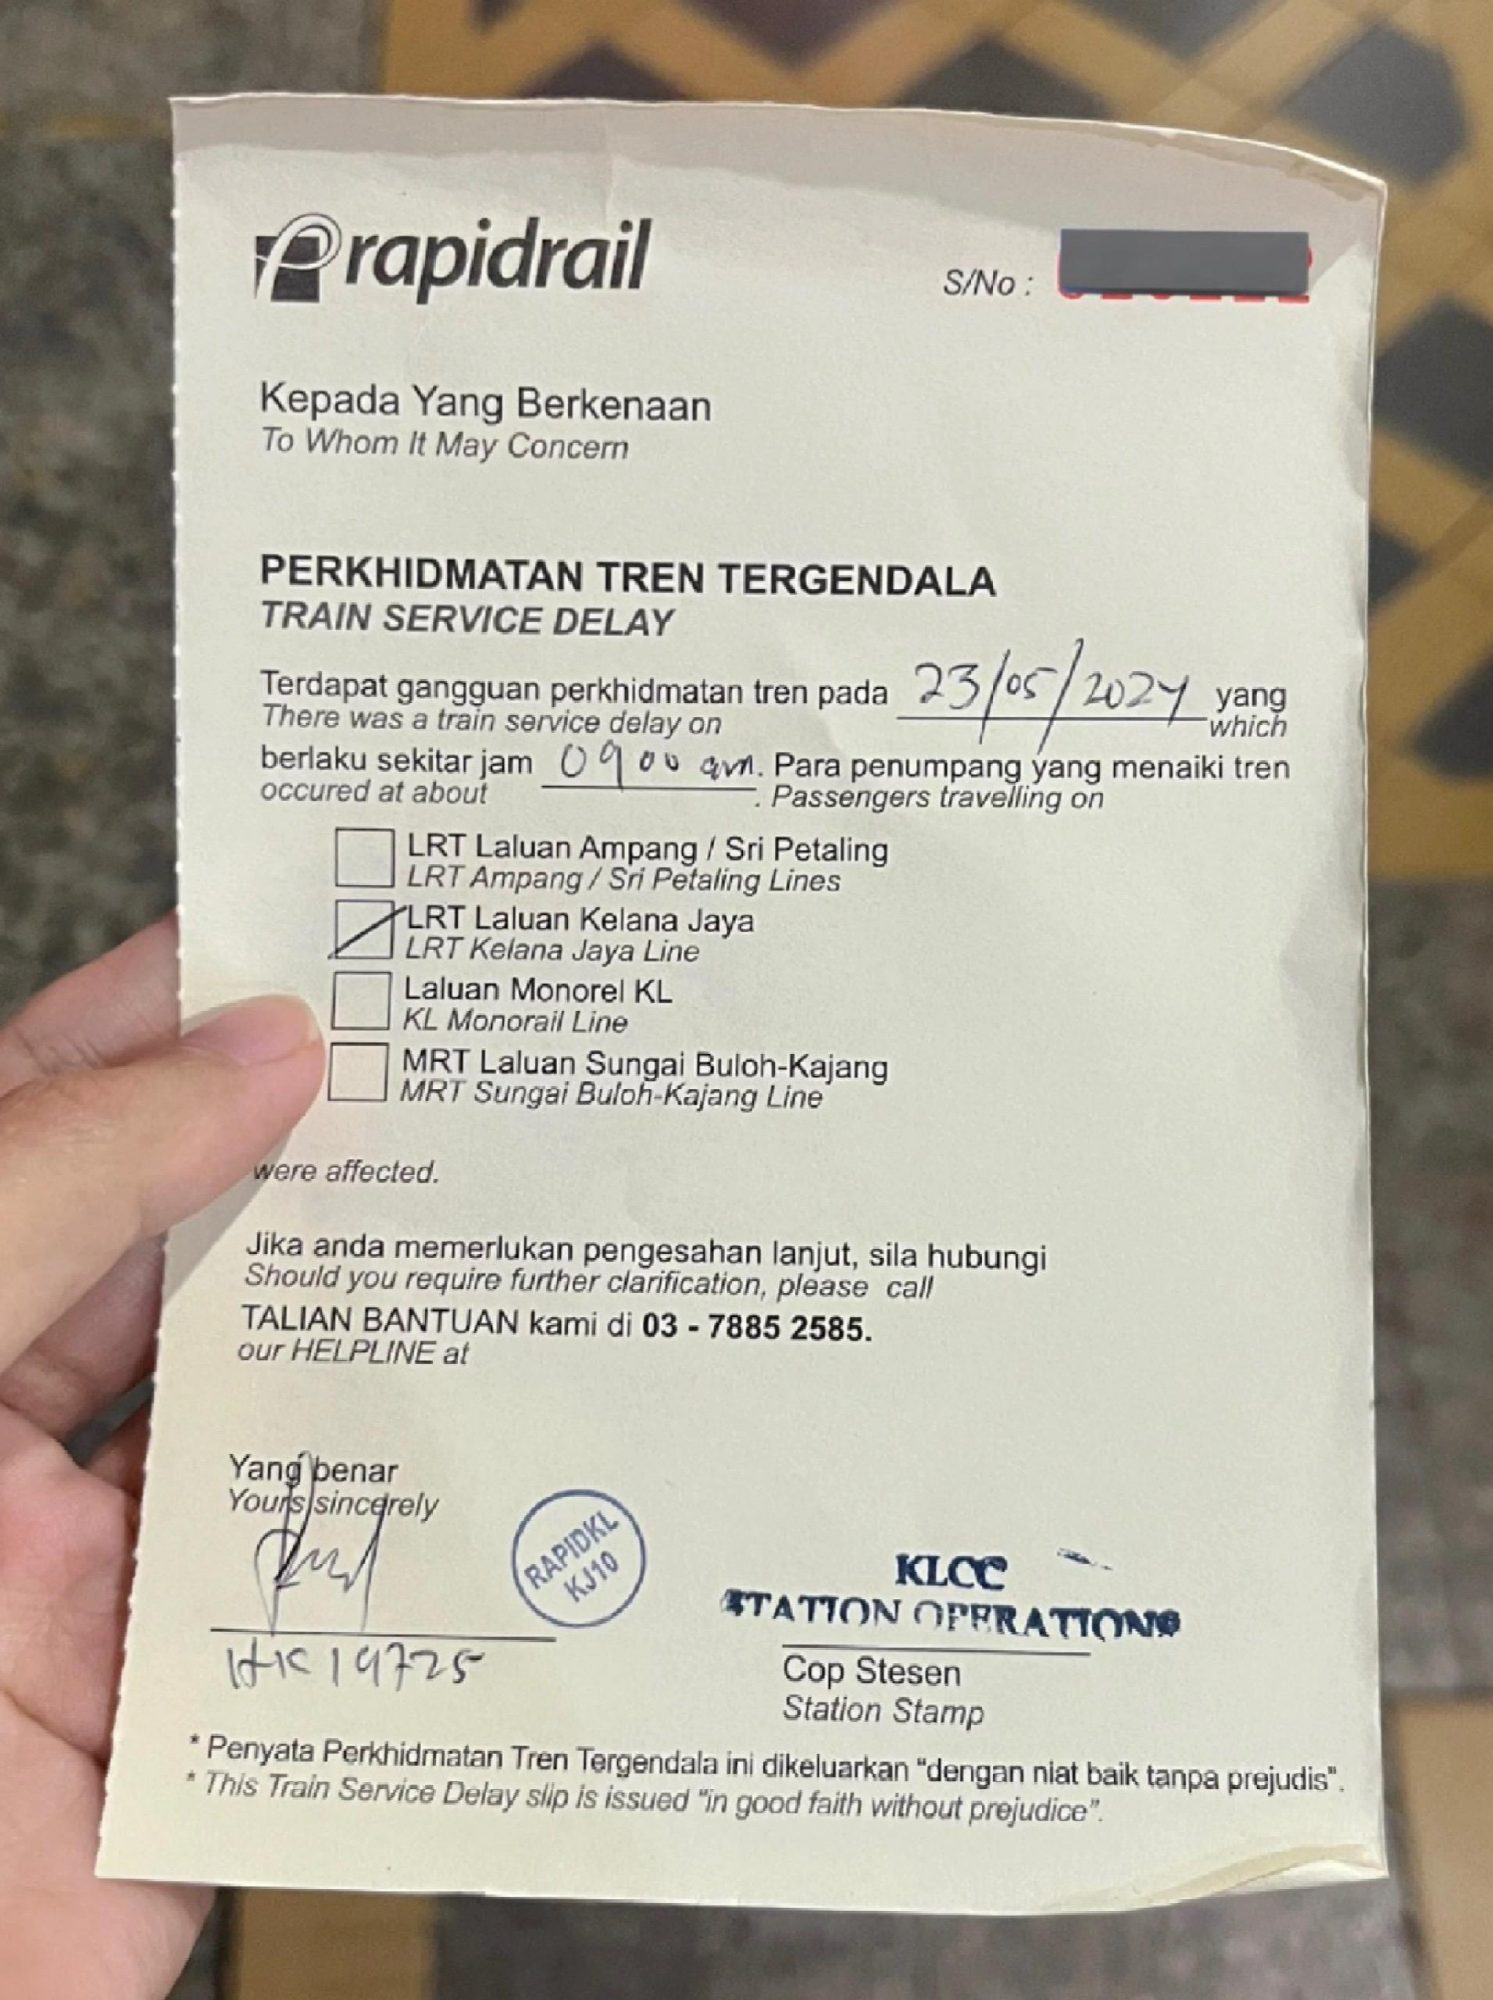 rapidrail
S/No :
Kepada Yang Berkenaan
To Whom It May Concern
PERKHIDMATAN TREN TERGENDALA
TRAIN SERVICE DELAY
Terdapat gangguan perkhidmatan tren pada 23/05/2024 yang
There was a train service delay on which
berlaku sekitar jam 0900 am. Para penumpang yang menaiki tren
occured at about . Passengers travelling on
LRT Laluan Ampang / Sri Petaling
LRT Ampang / Sri Petaling Lines
LRT Laluan Kelana Jaya
LRT Kelana Jaya Line
Laluan Monorel KL
KL Monorail Line
MRT Laluan Sungai Buloh-Kajang
MRT Sungai Buloh-Kajang Line
were affected.
Jika anda memerlukan pengesahan lanjut, sila hubungi
Should you require further clarification, please call
TALIAN BANTUAN kami di 03 - 7885 2585.
our HELPLINE at
Yang benar
Yours sincerely
RAPIDKL
KJ10
KLCC
STATION OPERATIONS
HK19725
Cop Stesen
Station Stamp
* Penyata Perkhidmatan Tren Tergendala ini dikeluarkan "dengan niat baik tanpa prejudis".
* This Train Service Delay slip is issued "in good faith without prejudice".